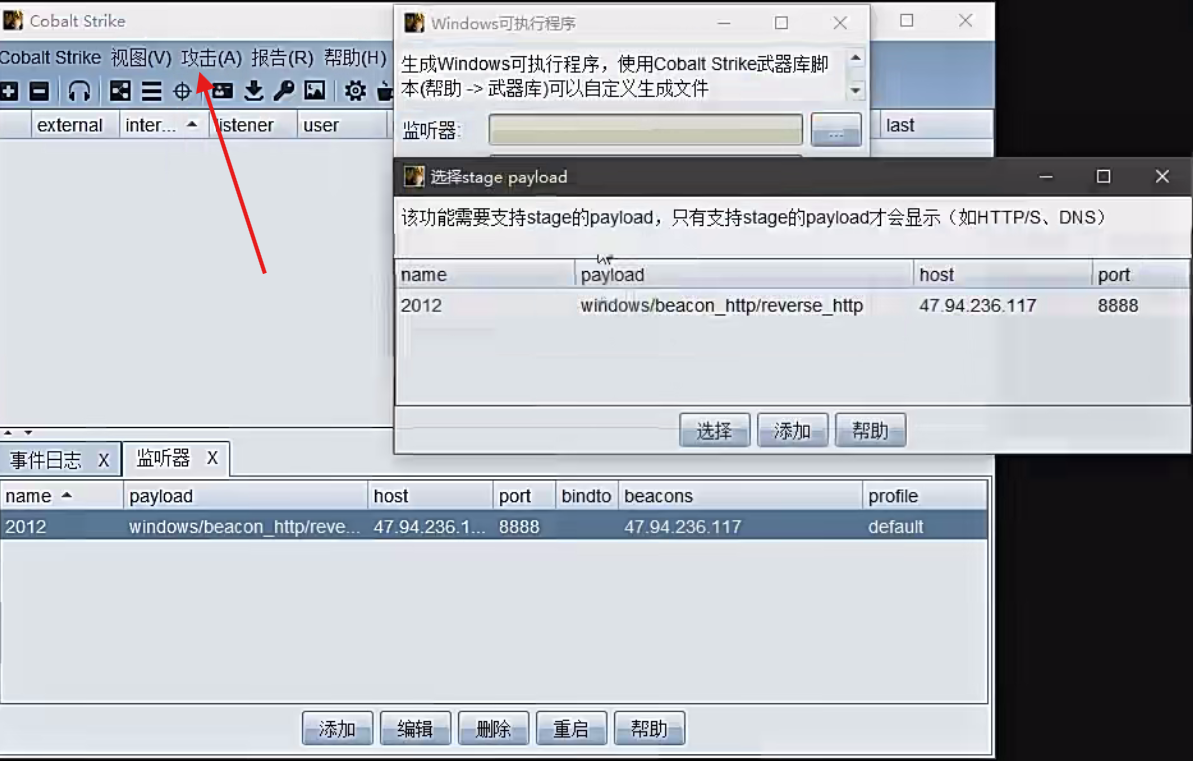 Cobalt Strike
Cobalt Strike 视图(V) 攻击(A) 报告(R) 帮助(H)
external inter... listener user last
Windows可执行程序
生成Windows可执行程序，使用Cobalt Strike武器库脚
本(帮助 -> 武器库)可以自定义生成文件
监听器: ...
选择stage payload
该功能需要支持stage的payload，只有支持stage的payload才会显示（如HTTP/S、DNS）
name payload host port
2012 windows/beacon_http/reverse_http 47.94.236.117 8888
选择 添加 帮助
事件日志 X 监听器 X
name payload host port bindto beacons profile
2012 windows/beacon_http/reve... 47.94.236.1... 8888 47.94.236.117 default
添加 编辑 删除 重启 帮助